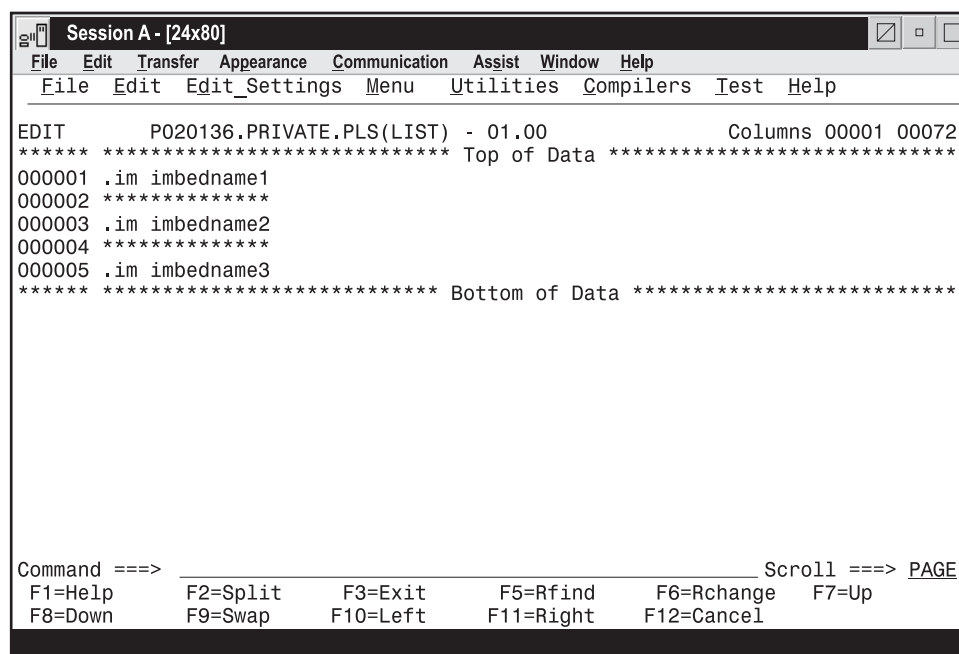 Session A - [24x80]
File Edit Transfer Appearance Communication Assist Window Help
File Edit Edit_Settings Menu Utilities Compilers Test Help
EDIT PO20136.PRIVATE.PLS(LIST) - 01.00 Columns 00001 00072
****** ***************************** Top of Data *****************************
000001 .im imbedname1
000002 **************
000003 .im imbedname2
000004 **************
000005 .im imbedname3
****** **************************** Bottom of Data ***************************
Command ===> Scroll ===> PAGE
F1=Help F2=Split F3=Exit F5=Rfind F6=Rchange F7=Up
F8=Down F9=Swap F10=Left F11=Right F12=Cancel